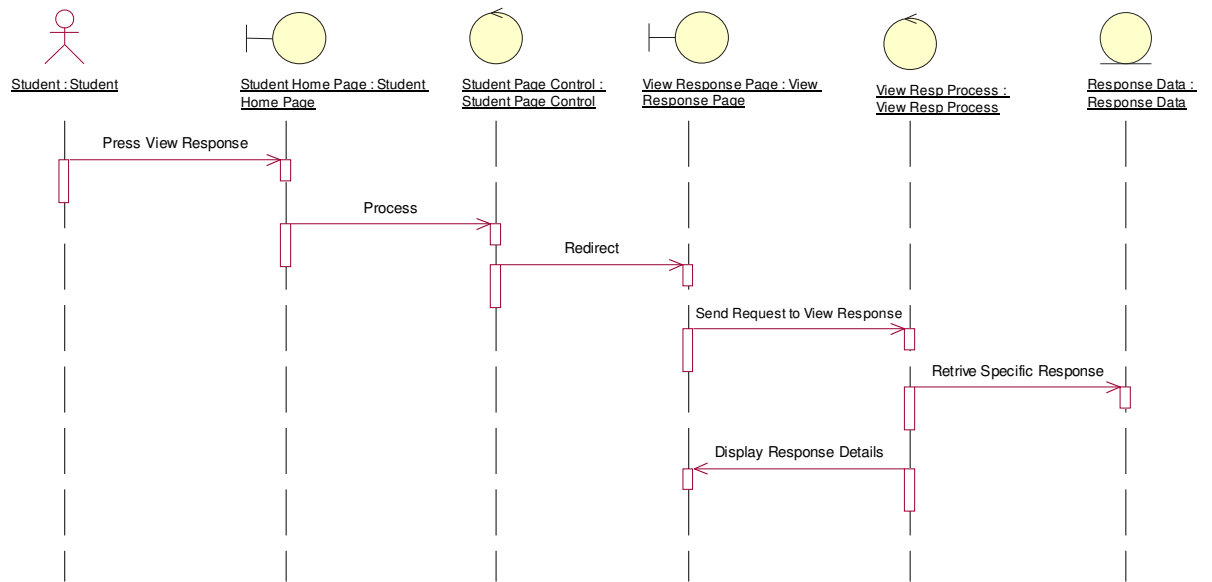 Student : Student
Student Home Page : Student
Home Page
Student Page Control :
Student Page Control
View Response Page : View
Response Page
View Resp Process :
View Resp Process
Response Data :
Response Data
Press View Response
Process
Redirect
Send Request to View Response
Retrive Specific Response
Display Response Details